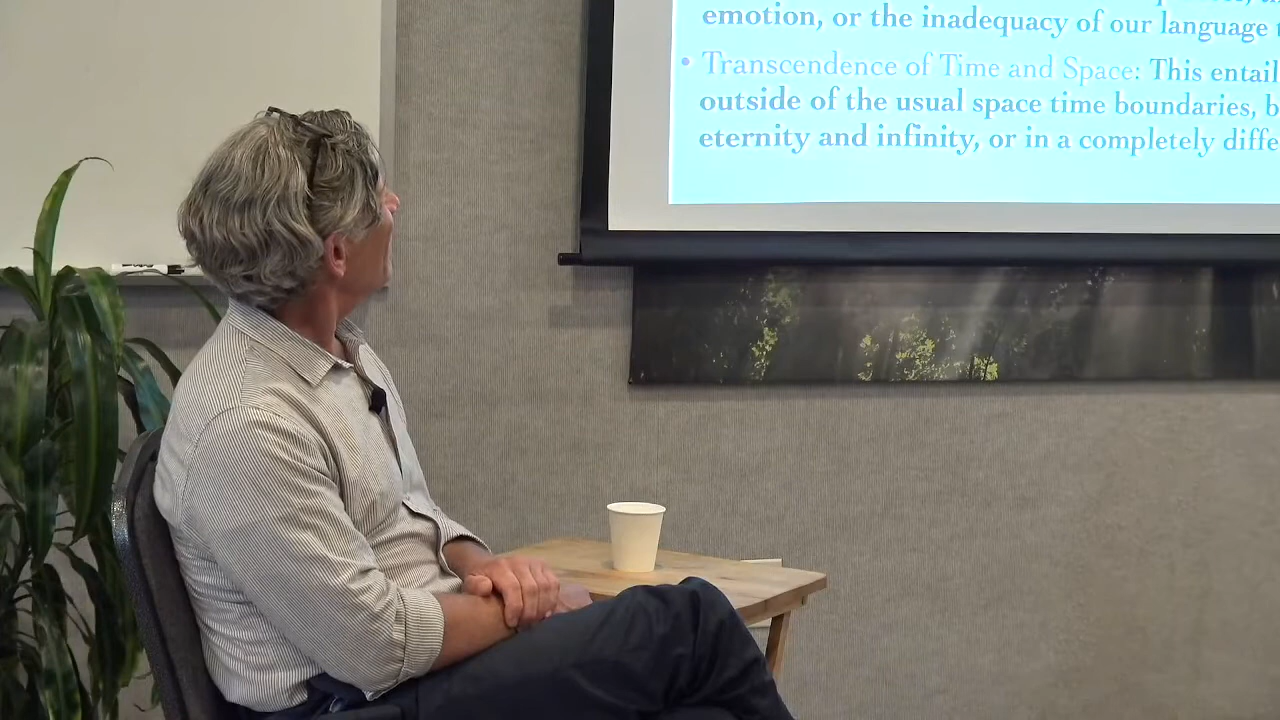 emotion, or the inadequacy of our language
• Transcendence of Time and Space: This entail
outside of the usual space time boundaries, b
eternity and infinity, or in a completely diffe